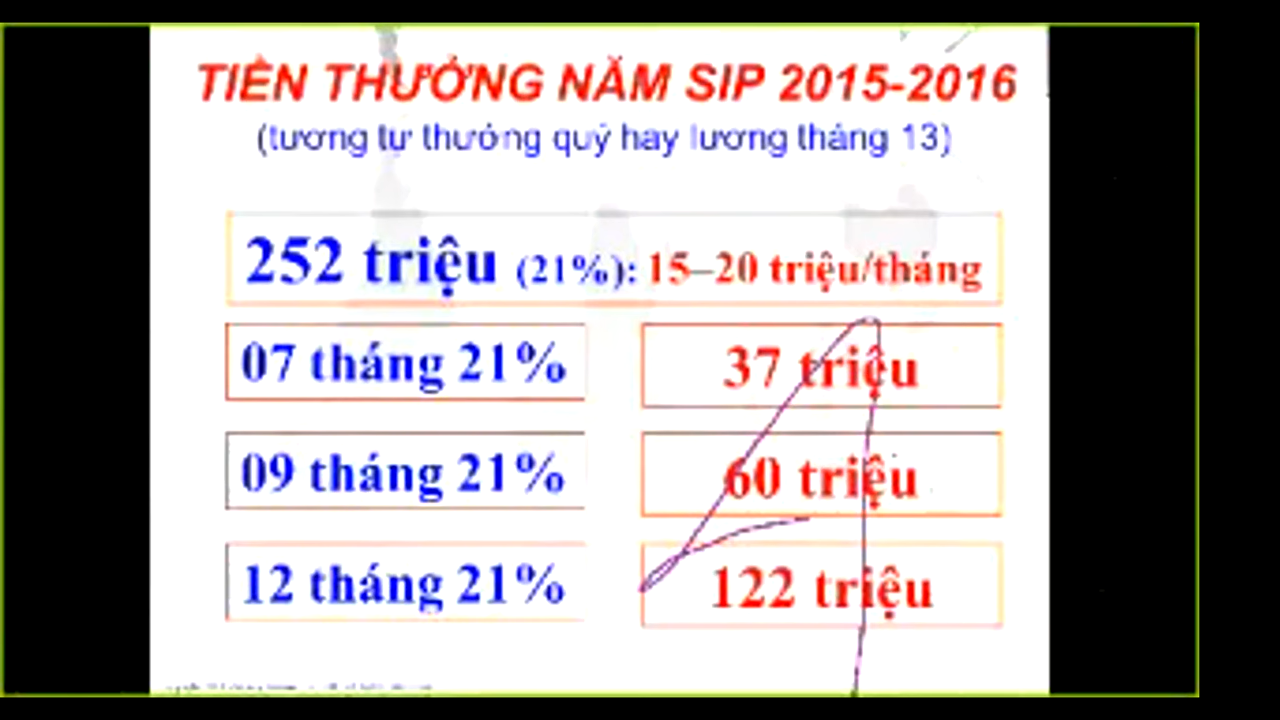 TIỀN THƯỞNG NĂM SIP 2015-2016
(tương tự thưởng quý hay lương tháng 13)
252 triệu (21%): 15–20 triệu/tháng
07 tháng 21% 37 triệu
09 tháng 21% 60 triệu
12 tháng 21% 122 triệu